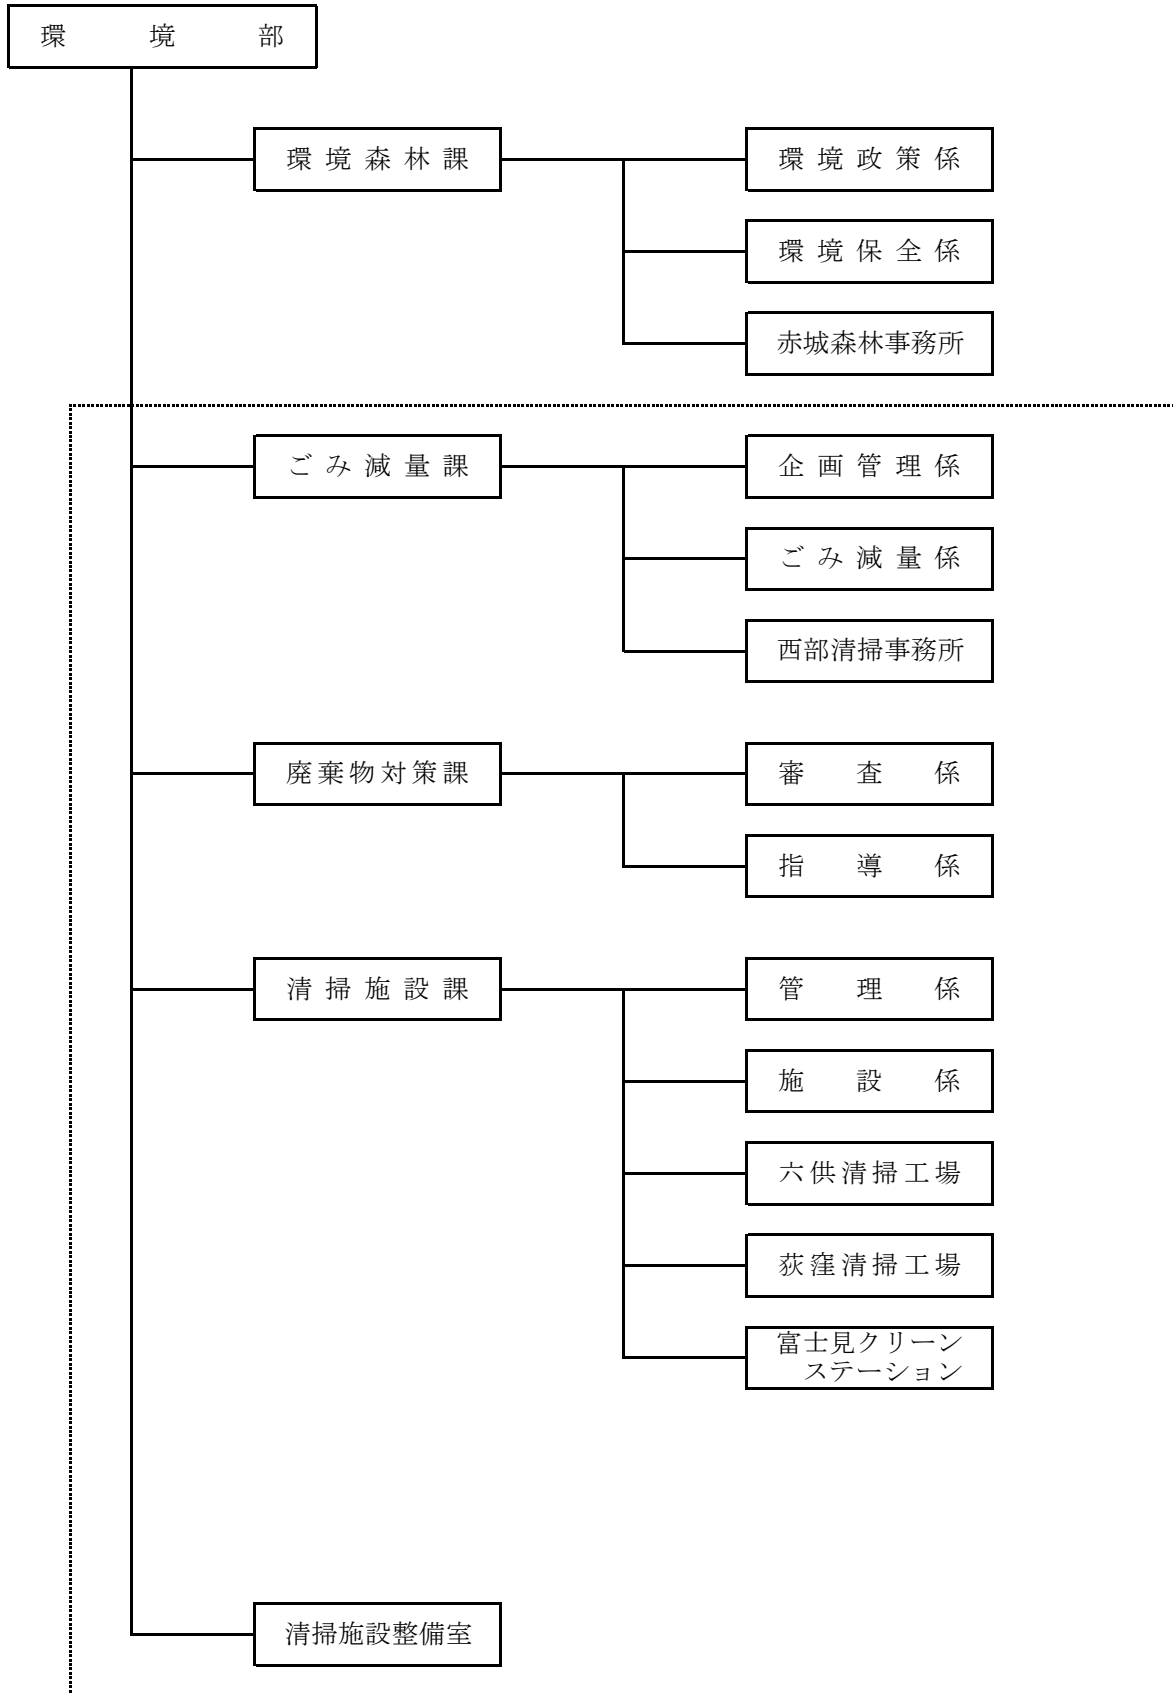 環境部
環境森林課
環境政策係
環境保全係
赤城森林事務所
ごみ減量課
企画管理係
ごみ減量係
西部清掃事務所
廃棄物対策課
審査係
指導係
清掃施設課
管理係
施設係
六供清掃工場
荻窪清掃工場
富士見クリーン
ステーション
清掃施設整備室